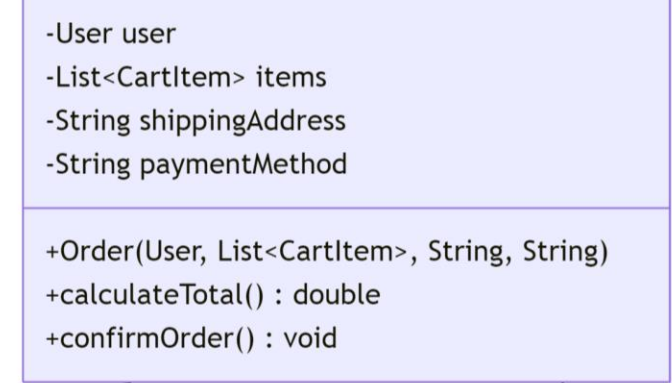 -User user
-List<CartItem> items
-String shippingAddress
-String paymentMethod
+Order(User, List<CartItem>, String, String)
+calculateTotal() : double
+confirmOrder() : void